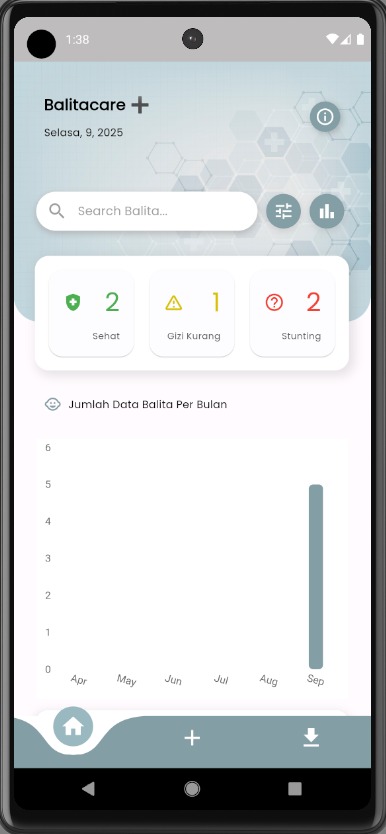 1:38
Balitacare
Selasa, 9, 2025
Search Balita...
2
1
2
Sehat
Gizi Kurang
Stunting
Jumlah Data Balita Per Bulan
6
5
4
3
2
1
0
Apr May Jun Jul Aug Sep